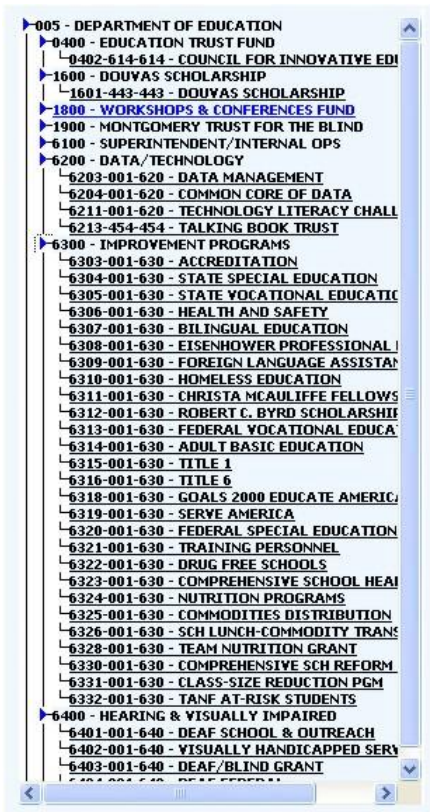 005 - DEPARTMENT OF EDUCATION
0400 - EDUCATION TRUST FUND
0402-614-614 - COUNCIL FOR INNOVATIVE EDU
1600 - DOUVAS SCHOLARSHIP
1601-443-443 - DOUVAS SCHOLARSHIP
1800 - WORKSHOPS & CONFERENCES FUND
1900 - MONTGOMERY TRUST FOR THE BLIND
6100 - SUPERINTENDENT/INTERNAL OPS
6200 - DATA/TECHNOLOGY
6203-001-620 - DATA MANAGEMENT
6204-001-620 - COMMON CORE OF DATA
6211-001-620 - TECHNOLOGY LITERACY CHALL
6213-454-454 - TALKING BOOK TRUST
6300 - IMPROVEMENT PROGRAMS
6303-001-630 - ACCREDITATION
6304-001-630 - STATE SPECIAL EDUCATION
6305-001-630 - STATE VOCATIONAL EDUCATIO
6306-001-630 - HEALTH AND SAFETY
6307-001-630 - BILINGUAL EDUCATION
6308-001-630 - EISENHOWER PROFESSIONAL
6309-001-630 - FOREIGN LANGUAGE ASSISTAN
6310-001-630 - HOMELESS EDUCATION
6311-001-630 - CHRISTA MCAULIFFE FELLOWS
6312-001-630 - ROBERT C. BYRD SCHOLARSHIP
6313-001-630 - FEDERAL VOCATIONAL EDUCAT
6314-001-630 - ADULT BASIC EDUCATION
6315-001-630 - TITLE 1
6316-001-630 - TITLE 6
6318-001-630 - GOALS 2000 EDUCATE AMERICA
6319-001-630 - SERVE AMERICA
6320-001-630 - FEDERAL SPECIAL EDUCATION
6321-001-630 - TRAINING PERSONNEL
6322-001-630 - DRUG FREE SCHOOLS
6323-001-630 - COMPREHENSIVE SCHOOL HEAL
6324-001-630 - NUTRITION PROGRAMS
6325-001-630 - COMMODITIES DISTRIBUTION
6326-001-630 - SCH LUNCH-COMMODITY TRANS
6328-001-630 - TEAM NUTRITION GRANT
6330-001-630 - COMPREHENSIVE SCH REFORM
6331-001-630 - CLASS-SIZE REDUCTION PGM
6332-001-630 - TANF AT-RISK STUDENTS
6400 - HEARING & VISUALLY IMPAIRED
6401-001-640 - DEAF SCHOOL & OUTREACH
6402-001-640 - VISUALLY HANDICAPPED SERV
6403-001-640 - DEAF/BLIND GRANT